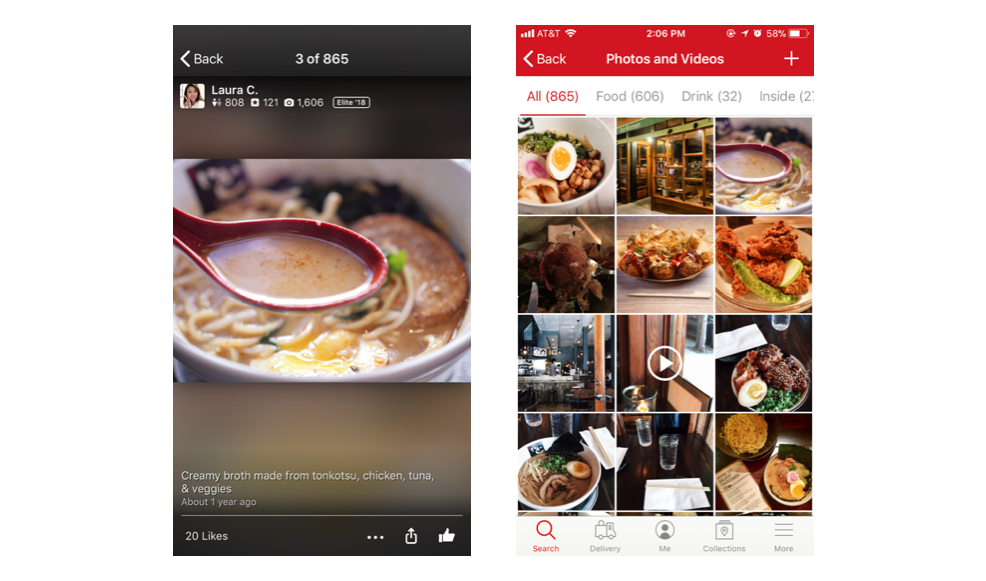 Back
3 of 865
Laura C.
808 121 1,606 Elite '18
Creamy broth made from tonkotsu, chicken, tuna,
& veggies
About 1 year ago
20 Likes
AT&T 2:06 PM 58%
Back
Photos and Videos
All (865) Food (606) Drink (32) Inside (2
Search Delivery Me Collections More